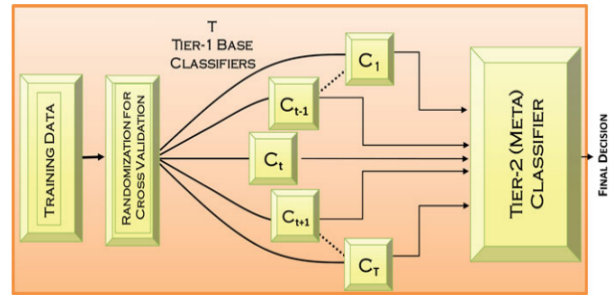 T
TIER-1 BASE
CLASSIFIERS
TRAINING DATA
RANDOMIZATION FOR
CROSS VALIDATION
C1
Ct-1
Ct
Ct+1
CT
TIER-2 (META)
CLASSIFIER
FINAL DECISION